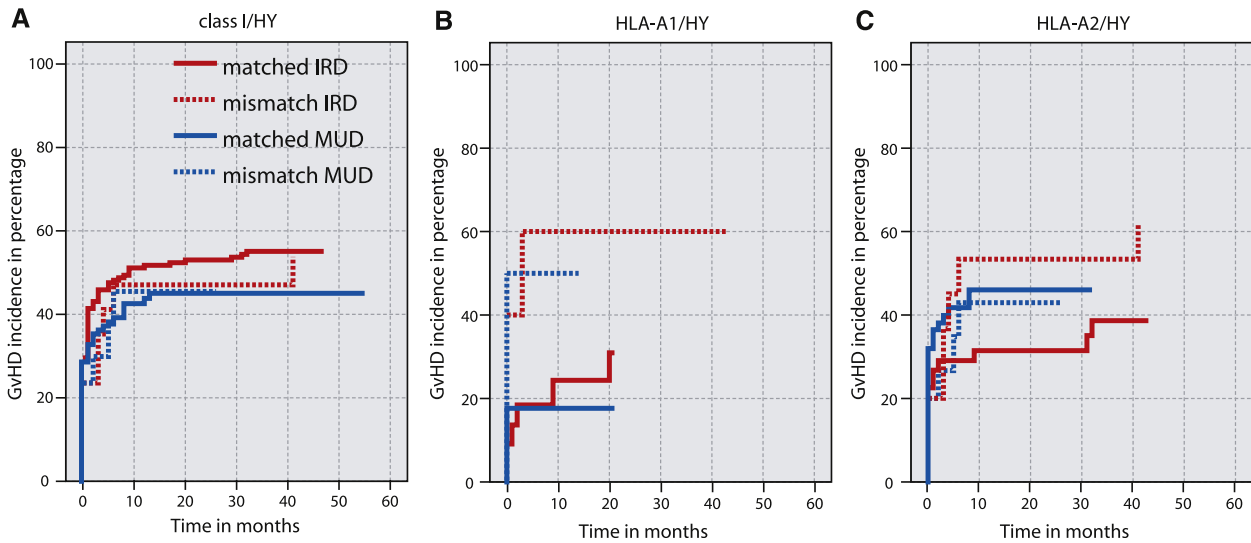 A
class I/HY
GvHD incidence in percentage
100
80
60
40
20
0
matched IRD
mismatch IRD
matched MUD
mismatch MUD
0 10 20 30 40 50 60
Time in months
B
HLA-A1/HY
GvHD incidence in percentage
100
80
60
40
20
0
0 10 20 30 40 50 60
Time in months
C
HLA-A2/HY
GvHD incidence in percentage
100
80
60
40
20
0
0 10 20 30 40 50 60
Time in months